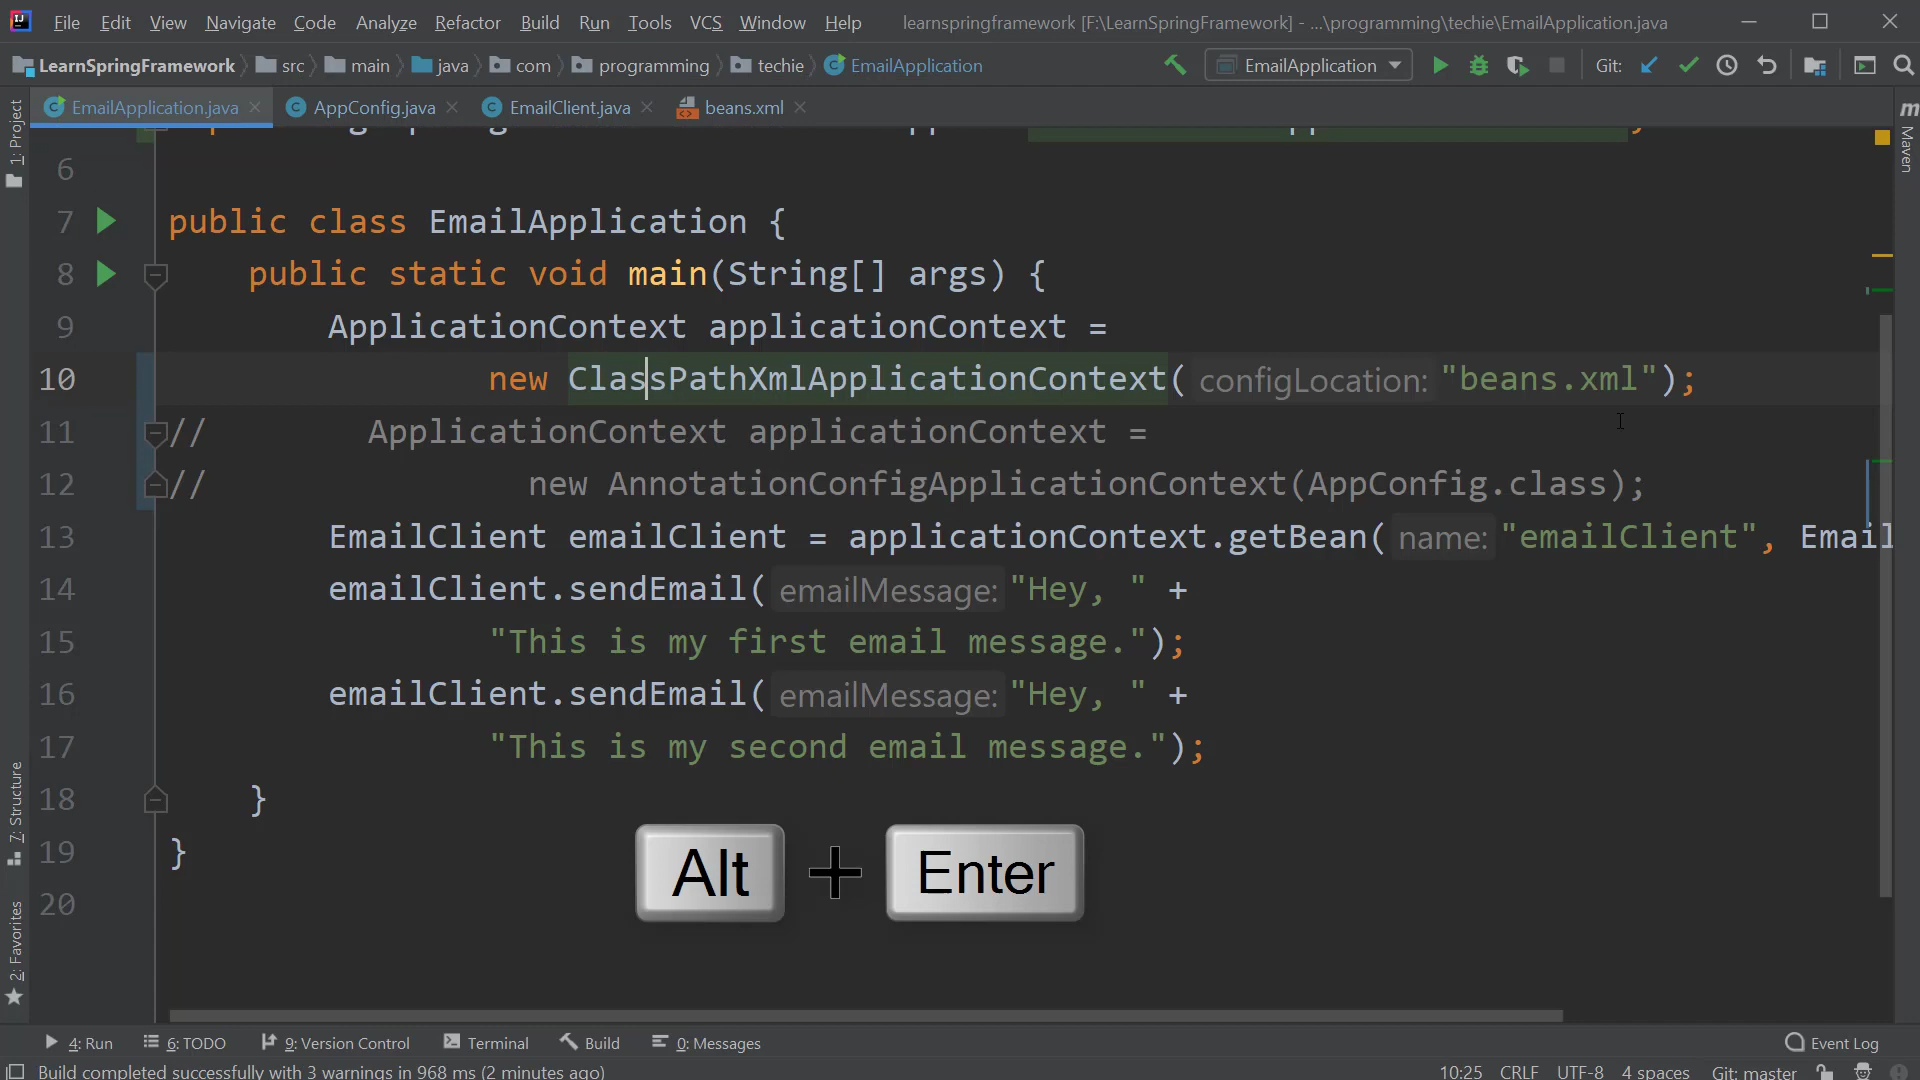 File Edit View Navigate Code Analyze Refactor Build Run Tools VCS Window Help learnspringframework [F:\LearnSpringFramework] - ...\programming\techie\EmailApplication.java
LearnSpringFramework src main java com programming techie EmailApplication EmailApplication Git:
EmailApplication.java AppConfig.java EmailClient.java beans.xml
1: Project
Maven
6
7 public class EmailApplication {
8 public static void main(String[] args) {
9 ApplicationContext applicationContext =
10 new ClassPathXmlApplicationContext( configLocation: "beans.xml");
11 // ApplicationContext applicationContext =
12 // new AnnotationConfigApplicationContext(AppConfig.class);
13 EmailClient emailClient = applicationContext.getBean( name: "emailClient", Email
14 emailClient.sendEmail( emailMessage: "Hey, " +
15 "This is my first email message.");
16 emailClient.sendEmail( emailMessage: "Hey, " +
17 "This is my second email message.");
18 }
19 }
20
Alt + Enter
7: Structure
2: Favorites
4: Run 6: TODO 9: Version Control Terminal Build 0: Messages Event Log
Build completed successfully with 3 warnings in 968 ms (2 minutes ago) 10:25 CRLF UTF-8 4 spaces Git: master